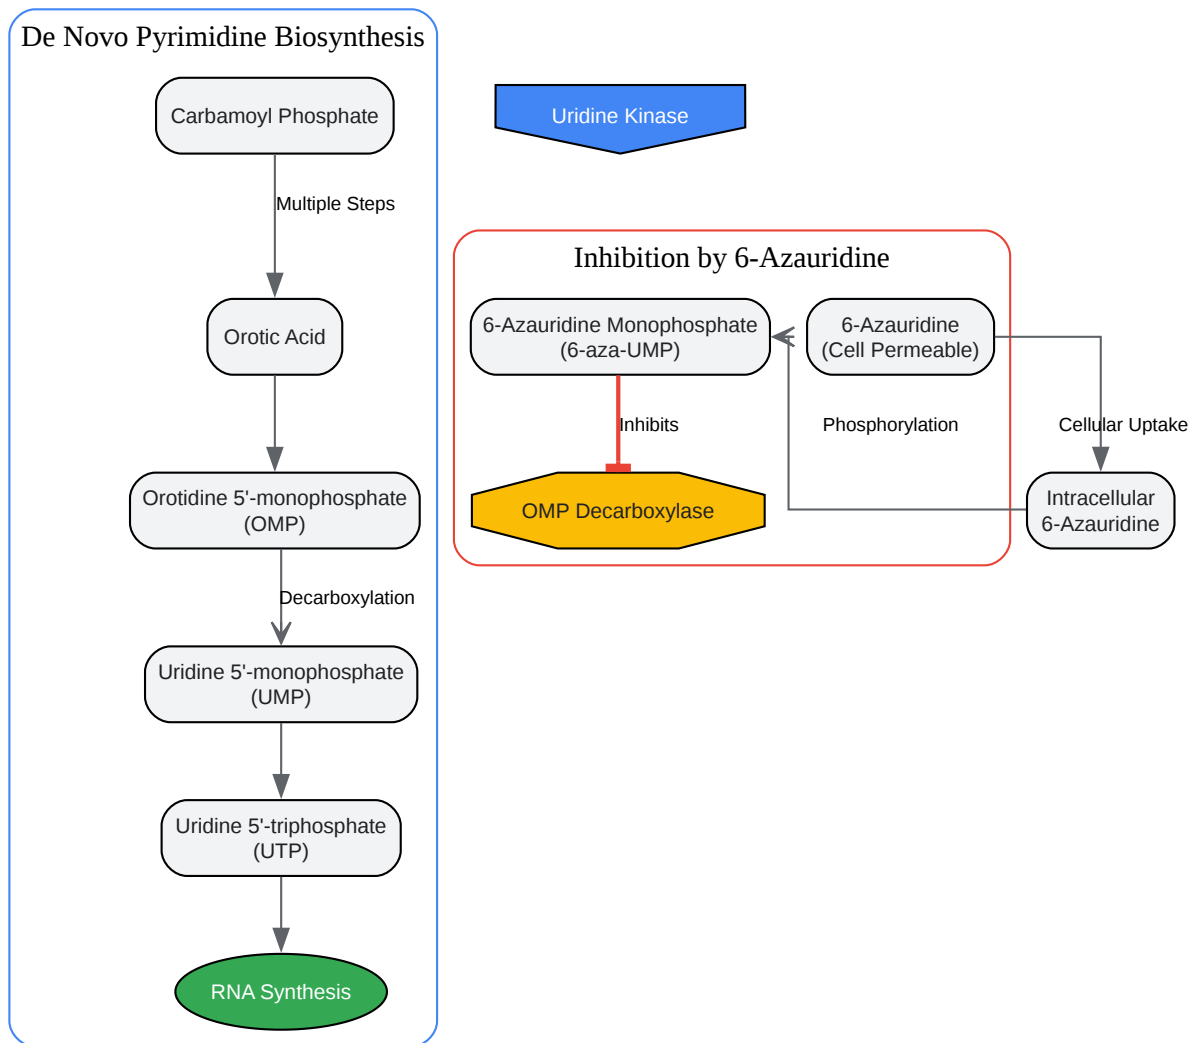 De Novo Pyrimidine Biosynthesis
Carbamoyl Phosphate
Multiple Steps
Orotic Acid
Orotidine 5'-monophosphate
(OMP)
Decarboxylation
Uridine 5'-monophosphate
(UMP)
Uridine 5'-triphosphate
(UTP)
RNA Synthesis
Uridine Kinase
Inhibition by 6-Azauridine
6-Azauridine Monophosphate
(6-aza-UMP)
6-Azauridine
(Cell Permeable)
Inhibits
Phosphorylation
Cellular Uptake
OMP Decarboxylase
Intracellular
6-Azauridine